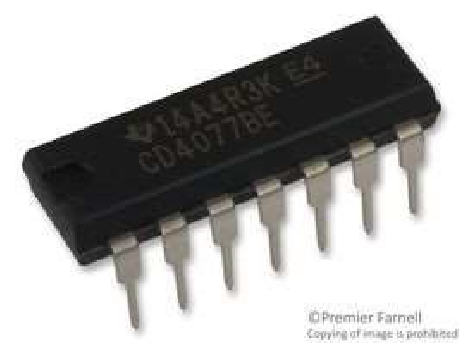 14A4R3K E4
CD4077BE
©Premier Farnell
Copying of image is prohibited